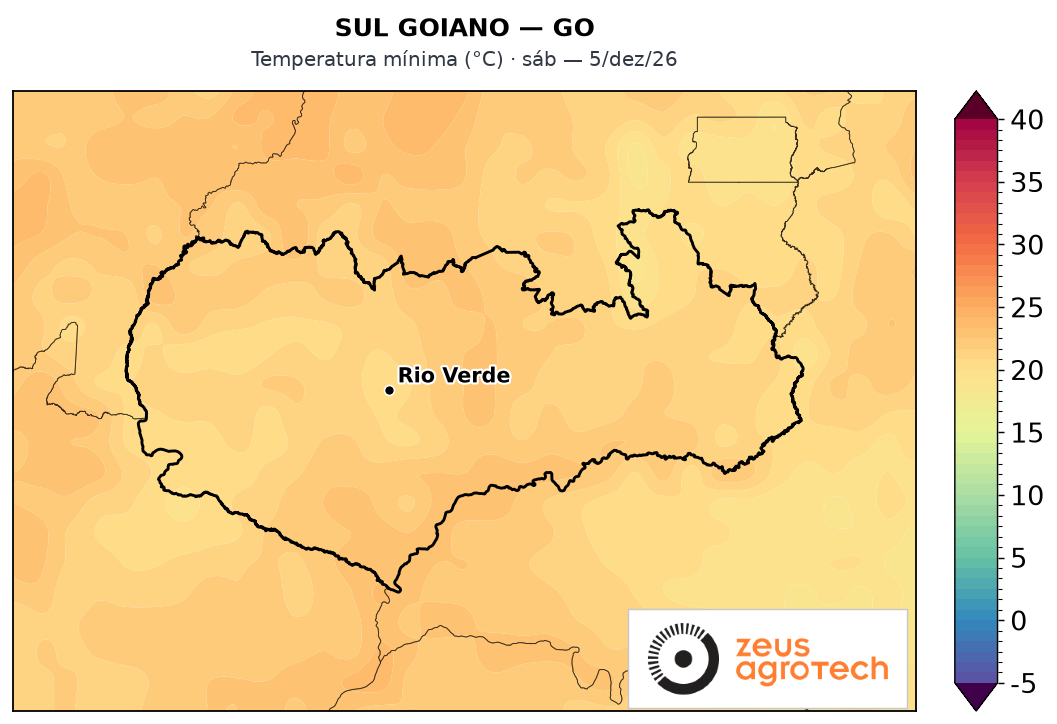 SUL GOIANO — GO
Temperatura mínima (°C) · sáb — 5/dez/26
40
35
30
25
20
15
10
5
0
-5
Rio Verde
zeus
agrotech